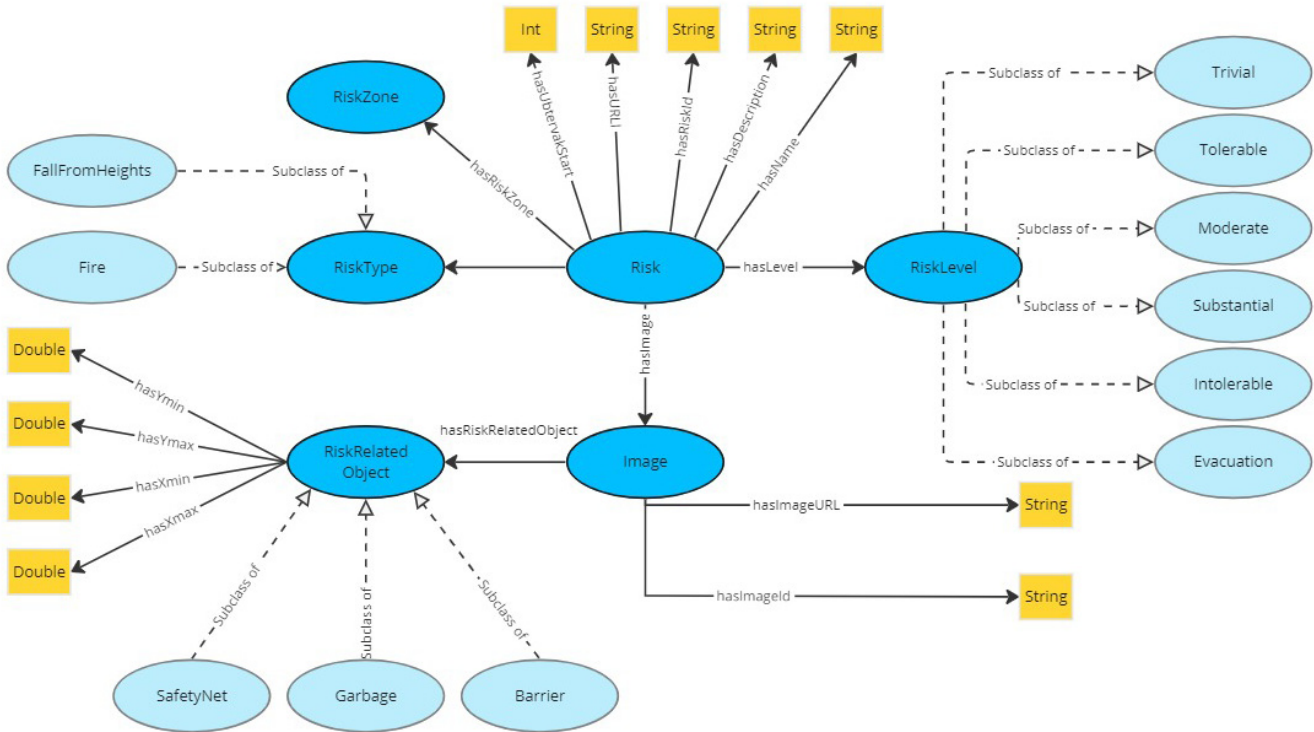 Int
String
String
String
String
hasUbtervakStart
hasURLI
hasRiskId
hasDescription
hasName
RiskZone
hasRiskZone
Subclass of
Trivial
FallFromHeights
Subclass of
Subclass of
Tolerable
Subclass of
Moderate
Fire
Subclass of
RiskType
Risk
hasLevel
RiskLevel
Subclass of
Substantial
hasImage
Double
hasYmin
Subclass of
Intolerable
Double
hasYmax
hasRiskRelatedObject
RiskRelated
Object
Image
Subclass of
Evacuation
Double
hasXmin
hasImageURL
String
Double
hasXmax
hasImageId
String
Subclass of
Subclass of
Subclass of
SafetyNet
Garbage
Barrier